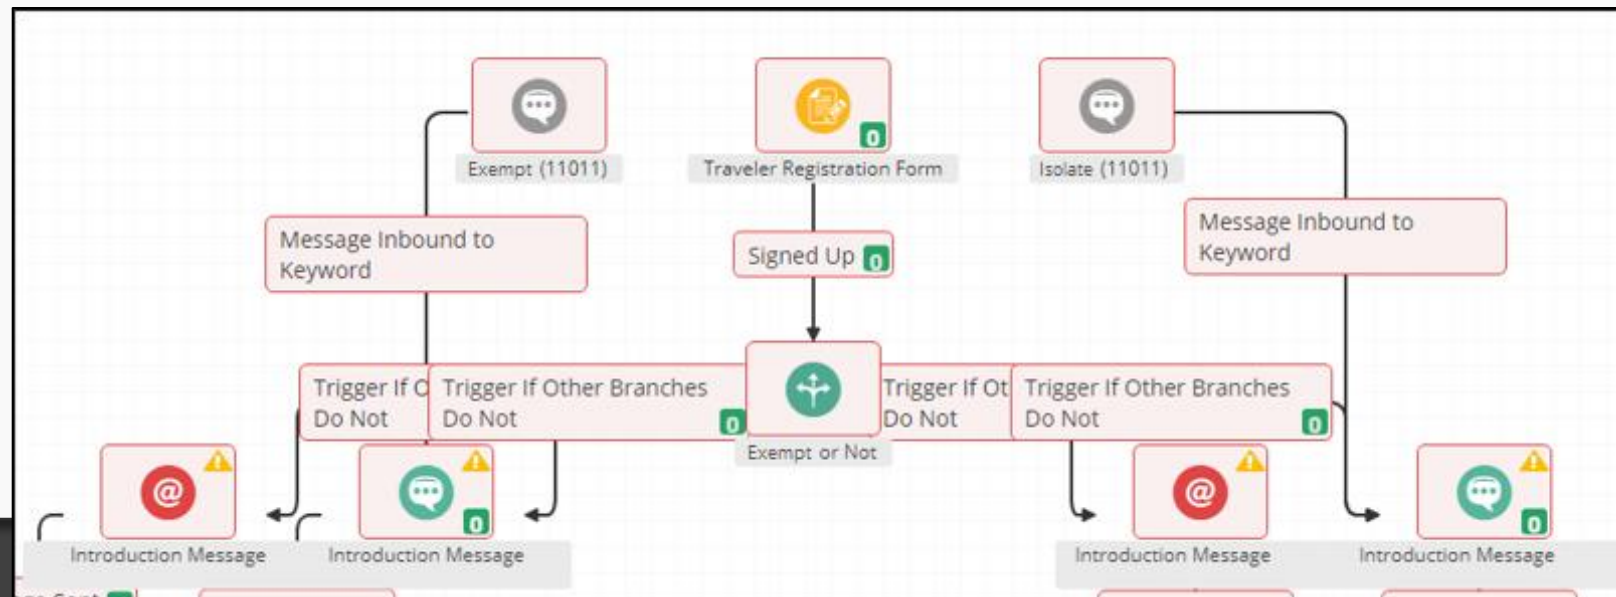 Exempt (11011)
0
Traveler Registration Form
Isolate (11011)
Message Inbound to
Keyword
Signed Up 0
Message Inbound to
Keyword
Trigger If O
Do Not
Trigger If Other Branches
Do Not
0
Exempt or Not
Trigger If Ot
Do Not
Trigger If Other Branches
Do Not
0
@
Introduction Message
0
Introduction Message
@
Introduction Message
0
Introduction Message